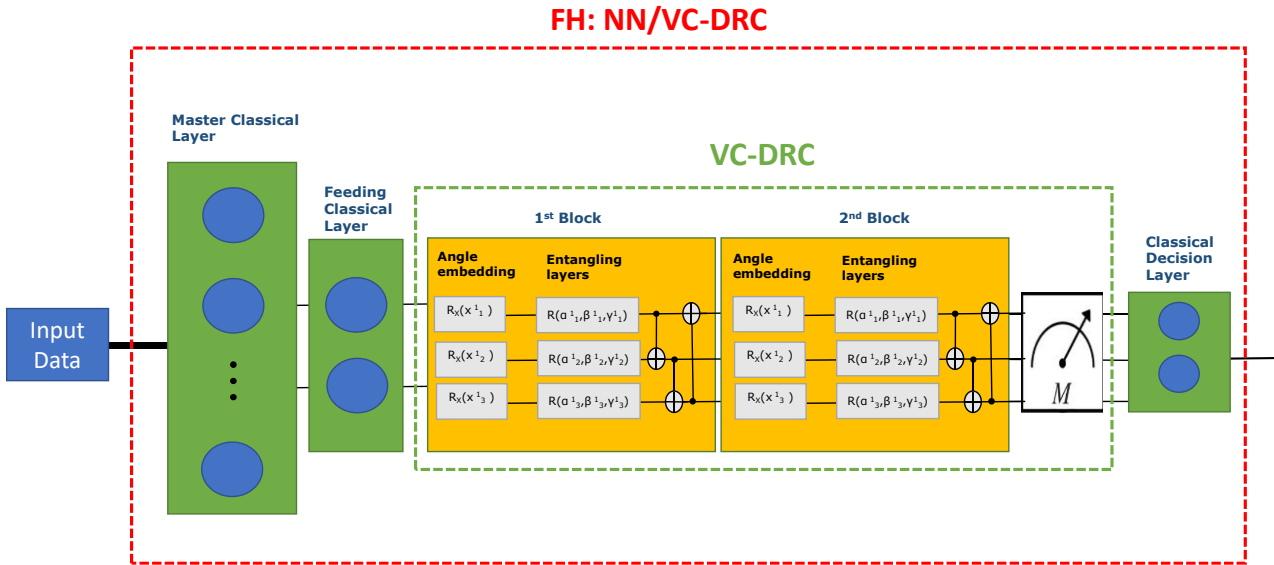 FH: NN/VC-DRC
Master Classical
Layer
VC-DRC
Feeding
Classical
Layer
1st Block
2nd Block
Classical
Decision
Layer
Angle
embedding
Entangling
layers
Angle
embedding
Entangling
layers
Input
Data
Rx(x¹₁)
R(α¹₁,β¹₁,γ¹₁)
Rx(x¹₁)
R(α¹₁,β¹₁,γ¹₁)
Rx(x¹₂)
R(α¹₂,β¹₂,γ¹₂)
Rx(x¹₂)
R(α¹₂,β¹₂,γ¹₂)
Rx(x¹₃)
R(α¹₃,β¹₃,γ¹₃)
Rx(x¹₃)
R(α¹₃,β¹₃,γ¹₃)
M